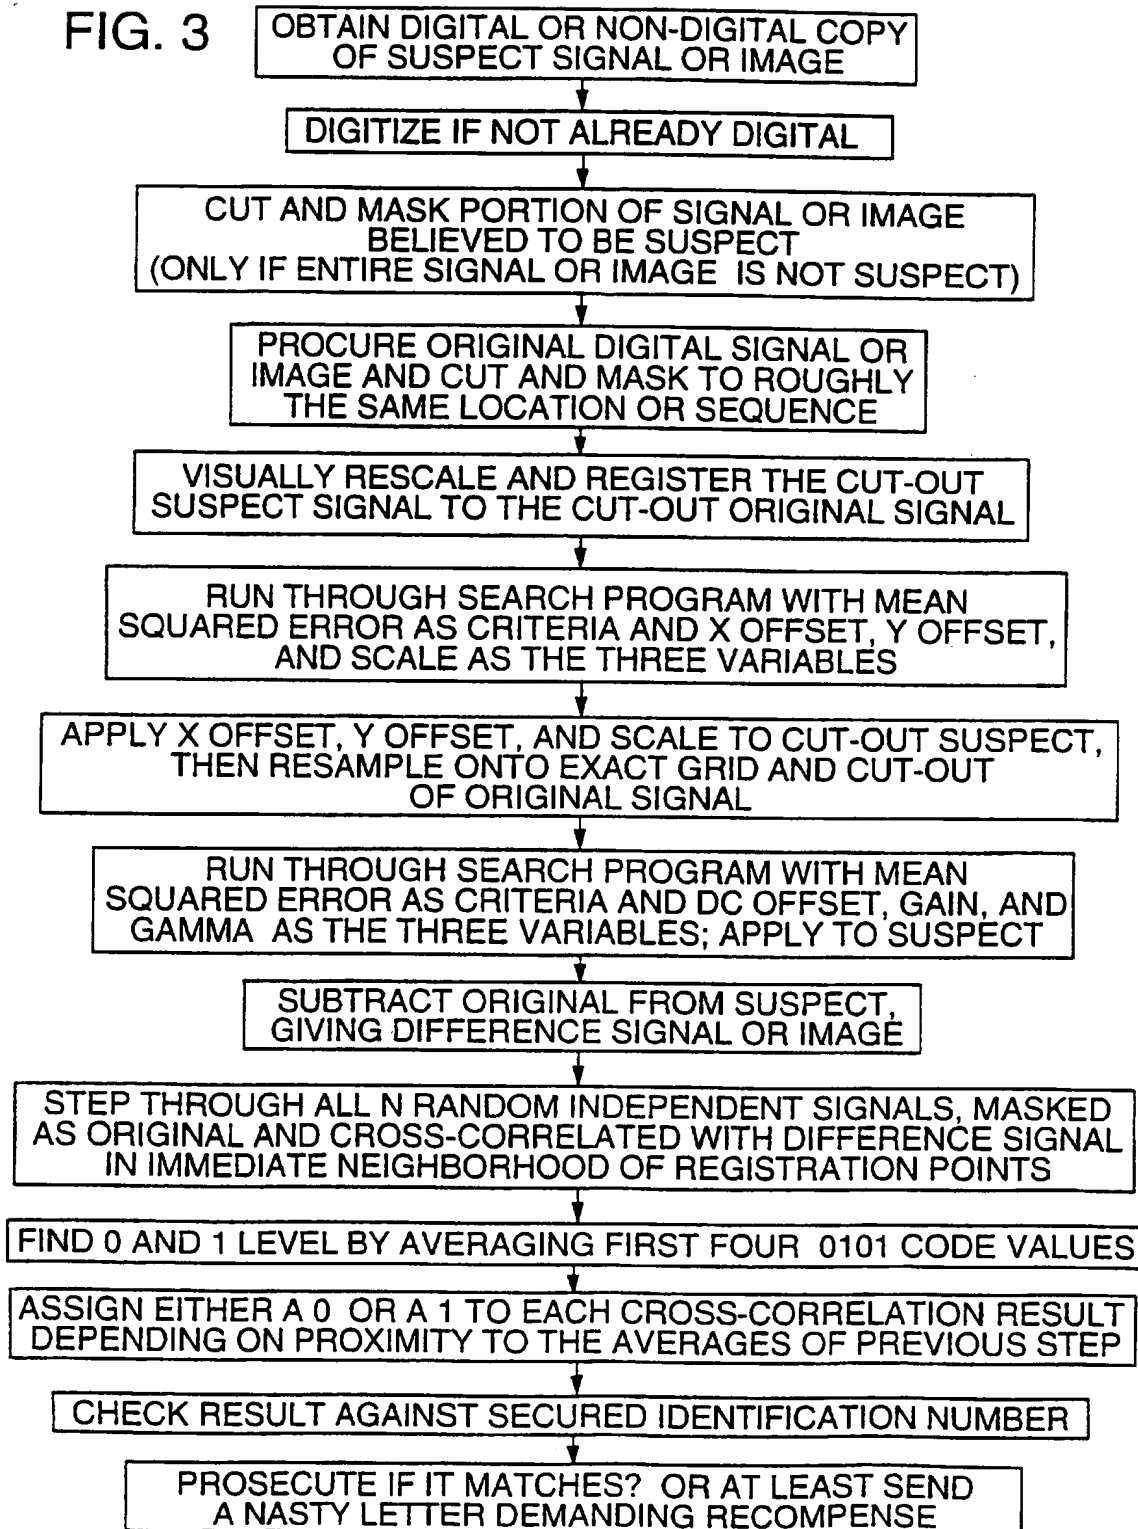 FIG. 3
OBTAIN DIGITAL OR NON-DIGITAL COPY
OF SUSPECT SIGNAL OR IMAGE
DIGITIZE IF NOT ALREADY DIGITAL
CUT AND MASK PORTION OF SIGNAL OR IMAGE
BELIEVED TO BE SUSPECT
(ONLY IF ENTIRE SIGNAL OR IMAGE IS NOT SUSPECT)
PROCURE ORIGINAL DIGITAL SIGNAL OR
IMAGE AND CUT AND MASK TO ROUGHLY
THE SAME LOCATION OR SEQUENCE
VISUALLY RESCALE AND REGISTER THE CUT-OUT
SUSPECT SIGNAL TO THE CUT-OUT ORIGINAL SIGNAL
RUN THROUGH SEARCH PROGRAM WITH MEAN
SQUARED ERROR AS CRITERIA AND X OFFSET, Y OFFSET,
AND SCALE AS THE THREE VARIABLES
APPLY X OFFSET, Y OFFSET, AND SCALE TO CUT-OUT SUSPECT,
THEN RESAMPLE ONTO EXACT GRID AND CUT-OUT
OF ORIGINAL SIGNAL
RUN THROUGH SEARCH PROGRAM WITH MEAN
SQUARED ERROR AS CRITERIA AND DC OFFSET, GAIN, AND
GAMMA AS THE THREE VARIABLES; APPLY TO SUSPECT
SUBTRACT ORIGINAL FROM SUSPECT,
GIVING DIFFERENCE SIGNAL OR IMAGE
STEP THROUGH ALL N RANDOM INDEPENDENT SIGNALS, MASKED
AS ORIGINAL AND CROSS-CORRELATED WITH DIFFERENCE SIGNAL
IN IMMEDIATE NEIGHBORHOOD OF REGISTRATION POINTS
FIND 0 AND 1 LEVEL BY AVERAGING FIRST FOUR 0101 CODE VALUES
ASSIGN EITHER A 0 OR A 1 TO EACH CROSS-CORRELATION RESULT
DEPENDING ON PROXIMITY TO THE AVERAGES OF PREVIOUS STEP
CHECK RESULT AGAINST SECURED IDENTIFICATION NUMBER
PROSECUTE IF IT MATCHES? OR AT LEAST SEND
A NASTY LETTER DEMANDING RECOMPENSE